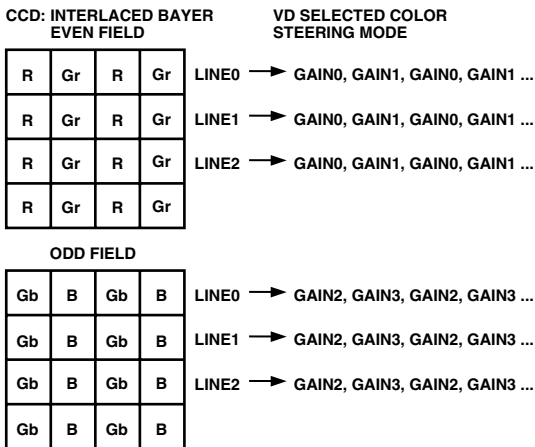 CCD: INTERLACED BAYER
EVEN FIELD
VD SELECTED COLOR
STEERING MODE
R Gr R Gr LINE0 GAIN0, GAIN1, GAIN0, GAIN1 ...
R Gr R Gr LINE1 GAIN0, GAIN1, GAIN0, GAIN1 ...
R Gr R Gr LINE2 GAIN0, GAIN1, GAIN0, GAIN1 ...
R Gr R Gr
ODD FIELD
Gb B Gb B LINE0 GAIN2, GAIN3, GAIN2, GAIN3 ...
Gb B Gb B LINE1 GAIN2, GAIN3, GAIN2, GAIN3 ...
Gb B Gb B LINE2 GAIN2, GAIN3, GAIN2, GAIN3 ...
Gb B Gb B